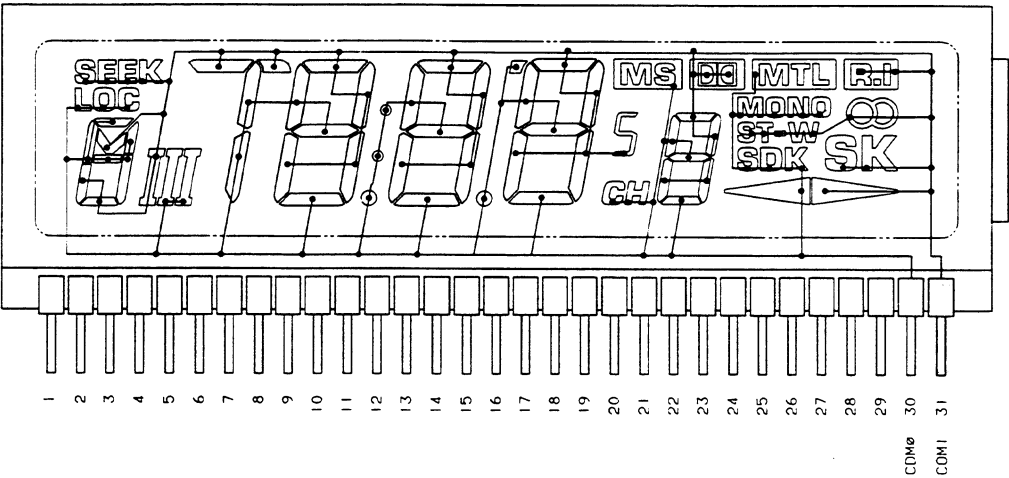 SEEK MS DD MTL R.I
LOC MONO
ST-W
SDK SK
CH
1 2 3 4 5 6 7 8 9 10 11 12 13 14 15 16 17 18 19 20 21 22 23 24 25 26 27 28 29 30 31
COMØ COM1